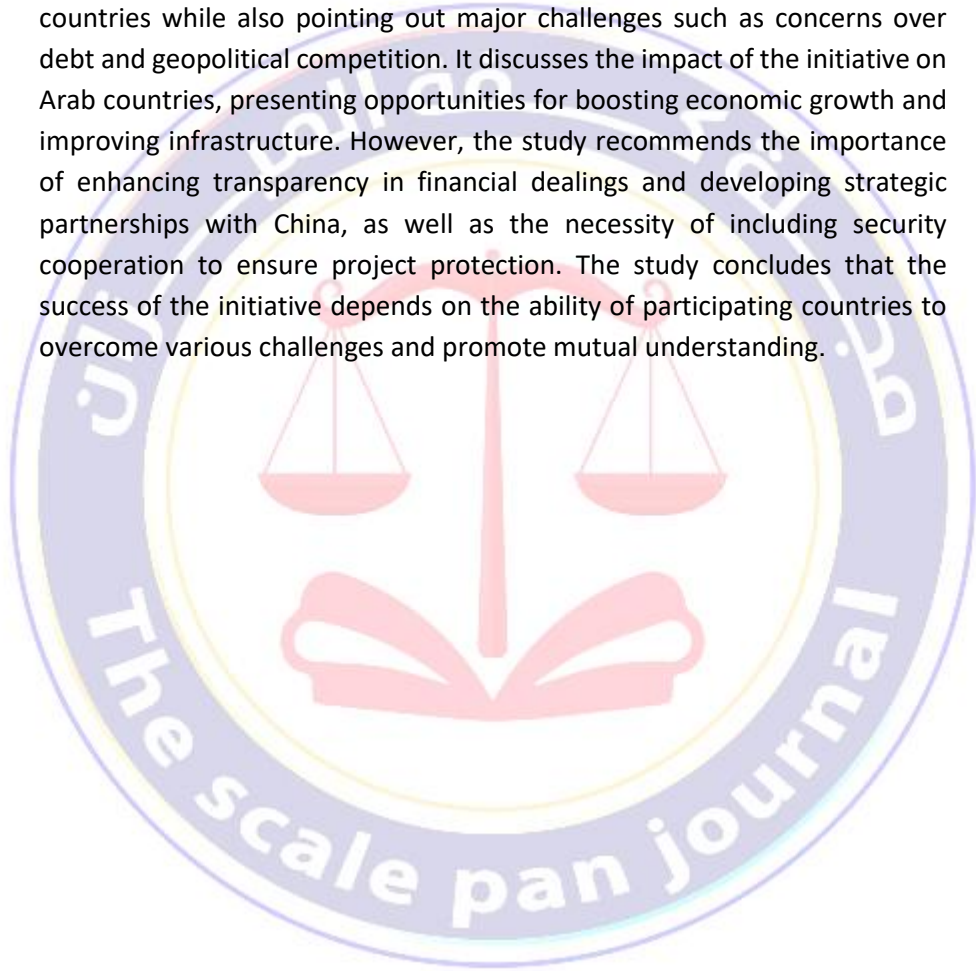 countries while also pointing out major challenges such as concerns over
debt and geopolitical competition. It discusses the impact of the initiative on
Arab countries, presenting opportunities for boosting economic growth and
improving infrastructure. However, the study recommends the importance
of enhancing transparency in financial dealings and developing strategic
partnerships with China, as well as the necessity of including security
cooperation to ensure project protection. The study concludes that the
success of the initiative depends on the ability of participating countries to
overcome various challenges and promote mutual understanding.
The scale pan journal